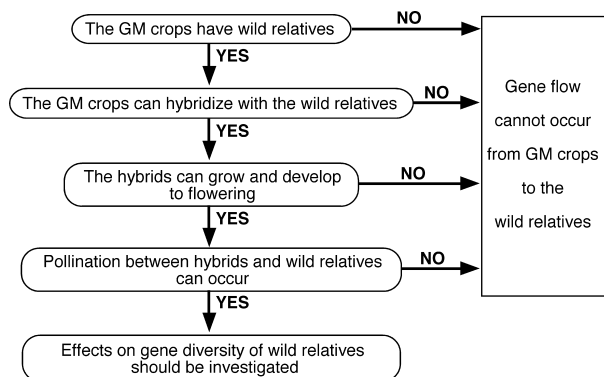 The GM crops have wild relatives
NO
YES
The GM crops can hybridize with the wild relatives
NO
YES
The hybrids can grow and develop
to flowering
NO
YES
Pollination between hybrids and wild relatives
can occur
NO
YES
Effects on gene diversity of wild relatives
should be investigated
Gene flow
cannot occur
from GM crops
to the
wild relatives